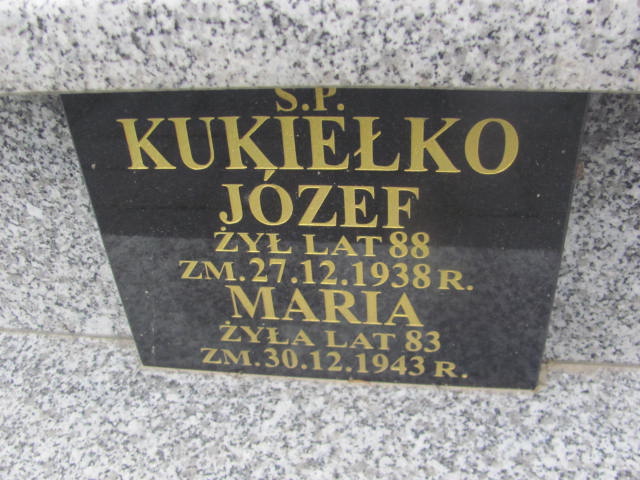 Ś.P.
KUKIEŁKO
JÓZEF
ŻYŁ LAT 88
ZM. 27.12.1938 R.
MARIA
ŻYŁA LAT 83
ZM. 30.12.1943 R.